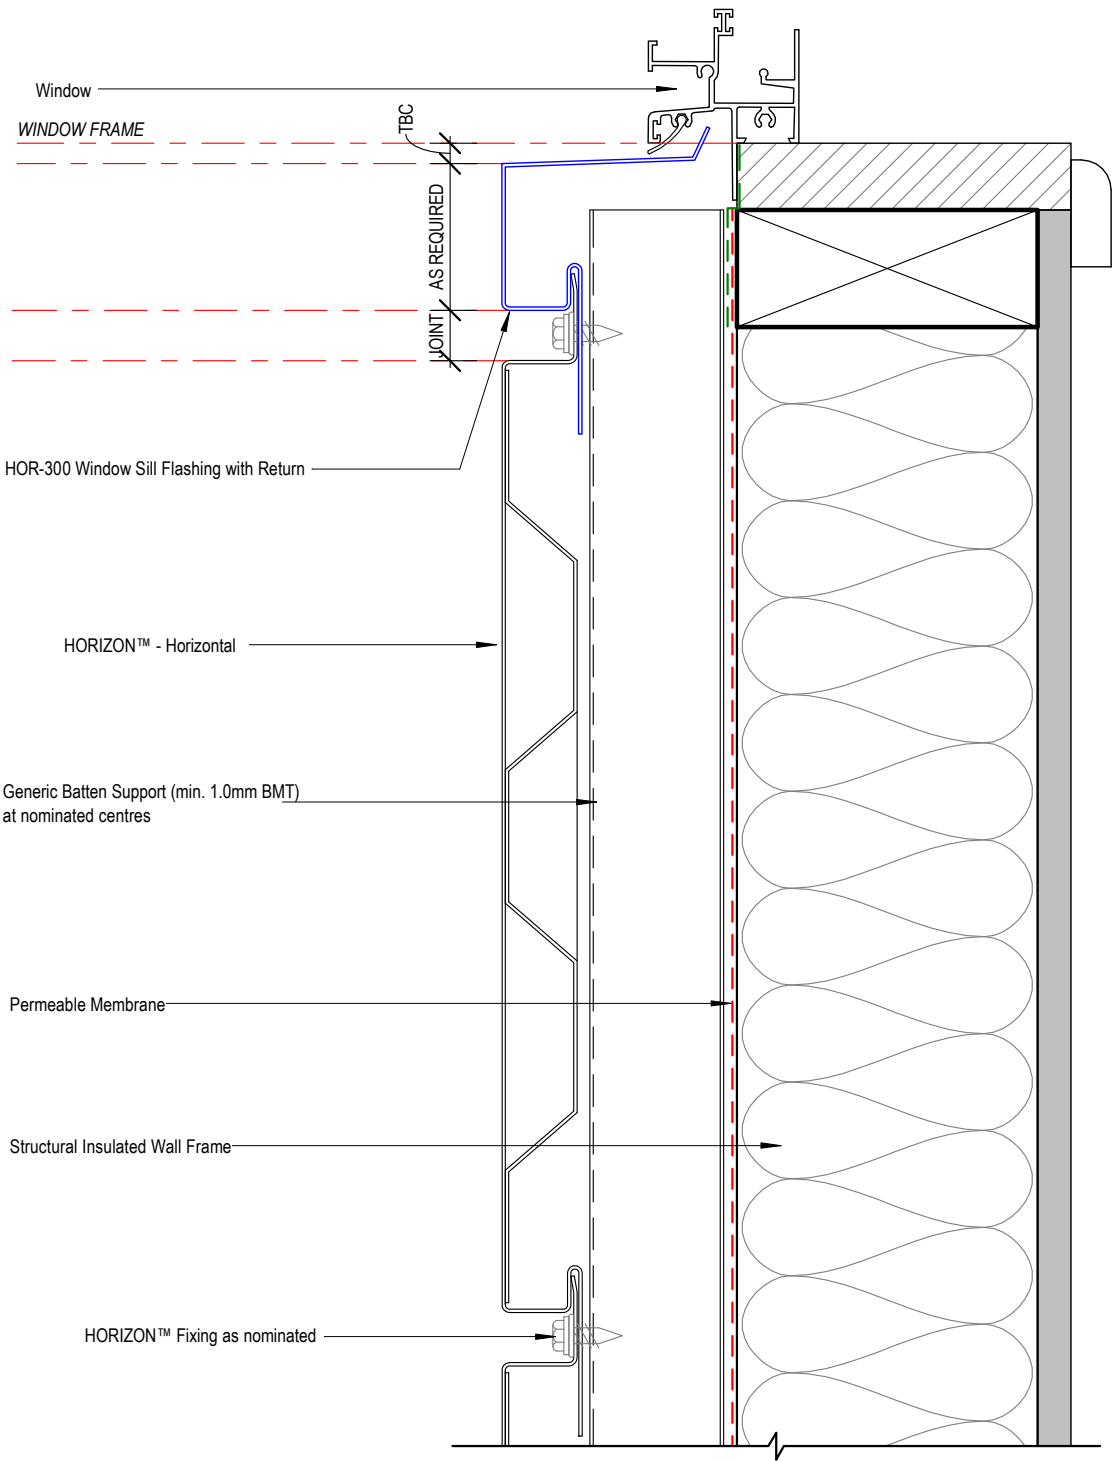 Window
WINDOW FRAME
TBC
AS REQUIRED
JOINT
HOR-300 Window Sill Flashing with Return
HORIZON™ - Horizontal
Generic Batten Support (min. 1.0mm BMT)
at nominated centres
Permeable Membrane
Structural Insulated Wall Frame
HORIZON™ Fixing as nominated